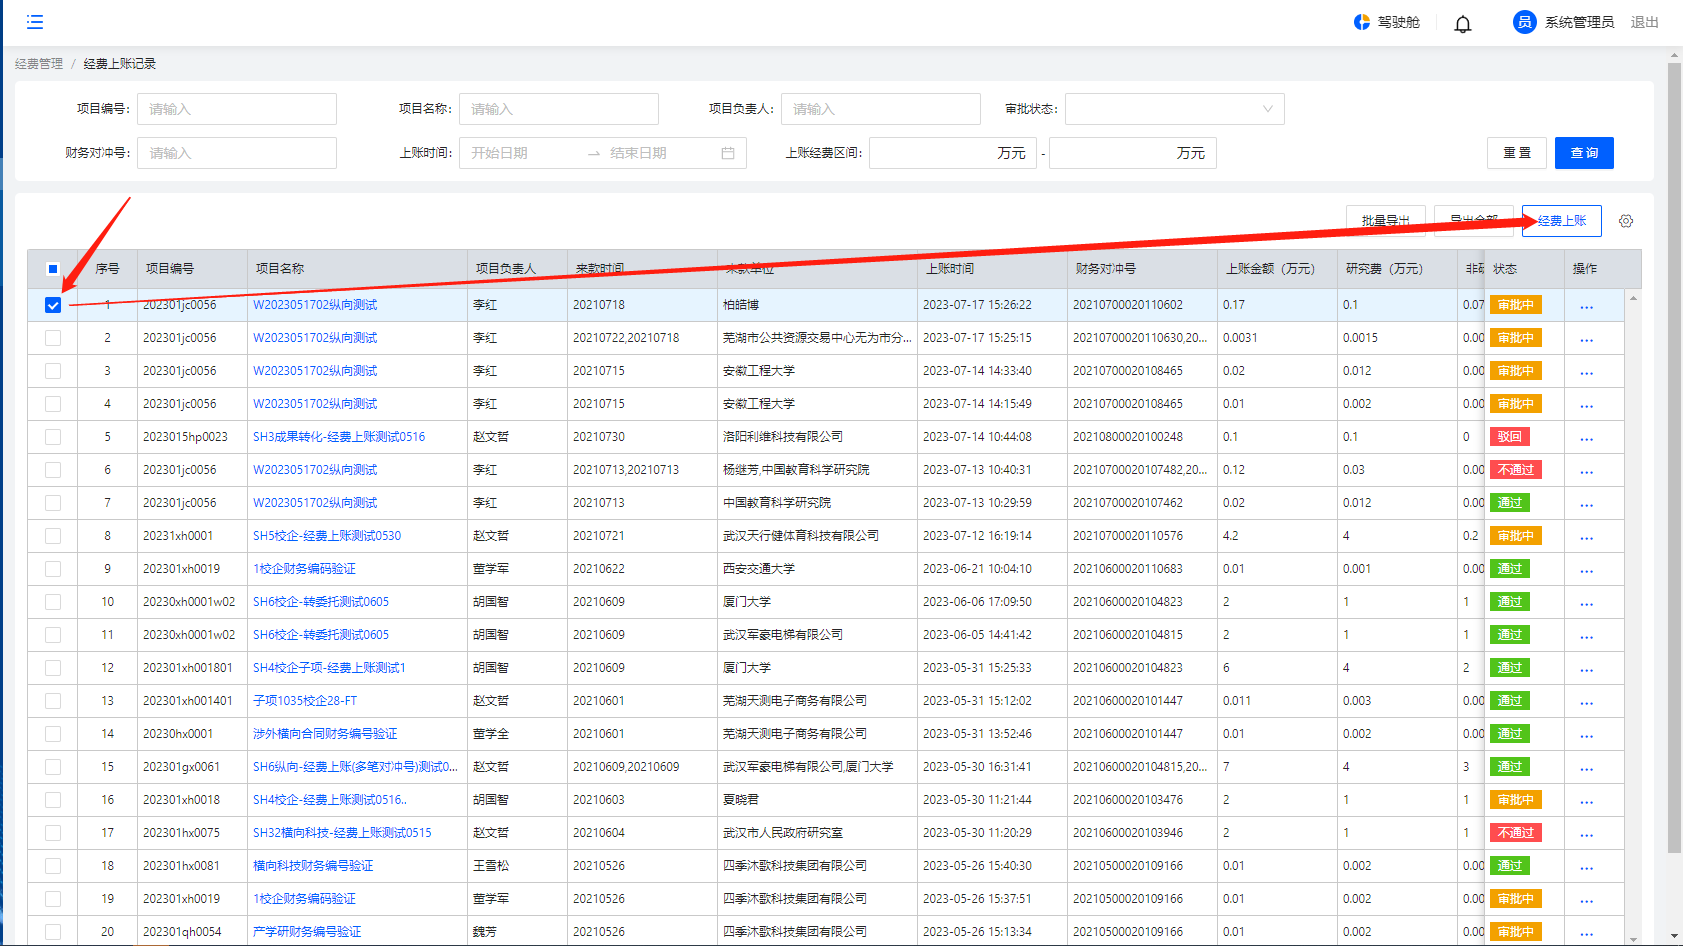 驾驶舱 员 系统管理员 退出
经费管理 / 经费上账记录
项目编号: 请输入 项目名称: 请输入 项目负责人: 请输入 审批状态:
财务对冲号: 请输入 上账时间: 开始日期 → 结束日期 上账经费区间: 万元 - 万元 重 置 查 询
批量导出 导出全部 经费上账
序号 项目编号 项目名称 项目负责人 来款时间 来款单位 上账时间 财务对冲号 上账金额（万元） 研究费（万元） 非研 状态 操作
1 202301jc0056 W2023051702纵向测试 李红 20210718 柏皓博 2023-07-17 15:26:22 20210700020110602 0.17 0.1 0.07 审批中 ...
2 202301jc0056 W2023051702纵向测试 李红 20210722,20210718 芜湖市公共资源交易中心无为市分... 2023-07-17 15:25:15 20210700020110630,20... 0.0031 0.0015 0.00 审批中 ...
3 202301jc0056 W2023051702纵向测试 李红 20210715 安徽工程大学 2023-07-14 14:33:40 20210700020108465 0.02 0.012 0.00 审批中 ...
4 202301jc0056 W2023051702纵向测试 李红 20210715 安徽工程大学 2023-07-14 14:15:49 20210700020108465 0.01 0.002 0.00 审批中 ...
5 2023015hp0023 SH3成果转化-经费上账测试0516 赵文哲 20210730 洛阳利维科技有限公司 2023-07-14 10:44:08 20210800020100248 0.1 0.1 0 驳回 ...
6 202301jc0056 W2023051702纵向测试 李红 20210713,20210713 杨继芳,中国教育科学研究院 2023-07-13 10:40:31 20210700020107482,20... 0.12 0.03 0.00 不通过 ...
7 202301jc0056 W2023051702纵向测试 李红 20210713 中国教育科学研究院 2023-07-13 10:29:59 20210700020107462 0.02 0.012 0.00 通过 ...
8 20231xh0001 SH5校企-经费上账测试0530 赵文哲 20210721 武汉天行健体育科技有限公司 2023-07-12 16:19:14 20210700020110576 4.2 4 0.2 审批中 ...
9 202301xh0019 1校企财务编码验证 董学军 20210622 西安交通大学 2023-06-21 10:04:10 20210600020110683 0.01 0.001 0.00 通过 ...
10 20230xh0001w02 SH6校企-转委托测试0605 胡国智 20210609 厦门大学 2023-06-06 17:09:50 20210600020104823 2 1 1 通过 ...
11 20230xh0001w02 SH6校企-转委托测试0605 胡国智 20210609 武汉军豪电梯有限公司 2023-06-05 14:41:42 20210600020104815 2 1 1 通过 ...
12 202301xh001801 SH4校企子项-经费上账测试1 胡国智 20210609 厦门大学 2023-05-31 15:25:33 20210600020104823 6 4 2 通过 ...
13 202301xh001401 子项1035校企28-FT 赵文哲 20210601 芜湖天测电子商务有限公司 2023-05-31 15:12:02 20210600020101447 0.011 0.003 0.00 通过 ...
14 20230hx0001 涉外横向合同财务编号验证 董学全 20210601 芜湖天测电子商务有限公司 2023-05-31 13:52:46 20210600020101447 0.01 0.002 0.00 通过 ...
15 202301gx0061 SH6纵向-经费上账(多笔对冲号)测试0... 赵文哲 20210609,20210609 武汉军豪电梯有限公司,厦门大学 2023-05-30 16:31:41 20210600020104815,20... 7 4 3 通过 ...
16 202301xh0018 SH4校企-经费上账测试0516.. 胡国智 20210603 夏晓君 2023-05-30 11:21:44 20210600020103476 2 1 1 审批中 ...
17 202301hx0075 SH32横向科技-经费上账测试0515 赵文哲 20210604 武汉市人民政府研究室 2023-05-30 11:20:29 20210600020103946 2 1 1 不通过 ...
18 202301hx0081 横向科技财务编号验证 王雪松 20210526 四季沐歌科技集团有限公司 2023-05-26 15:40:30 20210500020109166 0.01 0.002 0.00 通过 ...
19 202301xh0019 1校企财务编码验证 董学军 20210526 四季沐歌科技集团有限公司 2023-05-26 15:37:51 20210500020109166 0.01 0.002 0.00 审批中 ...
20 202301qh0054 产学研财务编号验证 魏芳 20210526 四季沐歌科技集团有限公司 2023-05-26 15:13:34 20210500020109166 0.01 0.002 0.00 审批中 ...